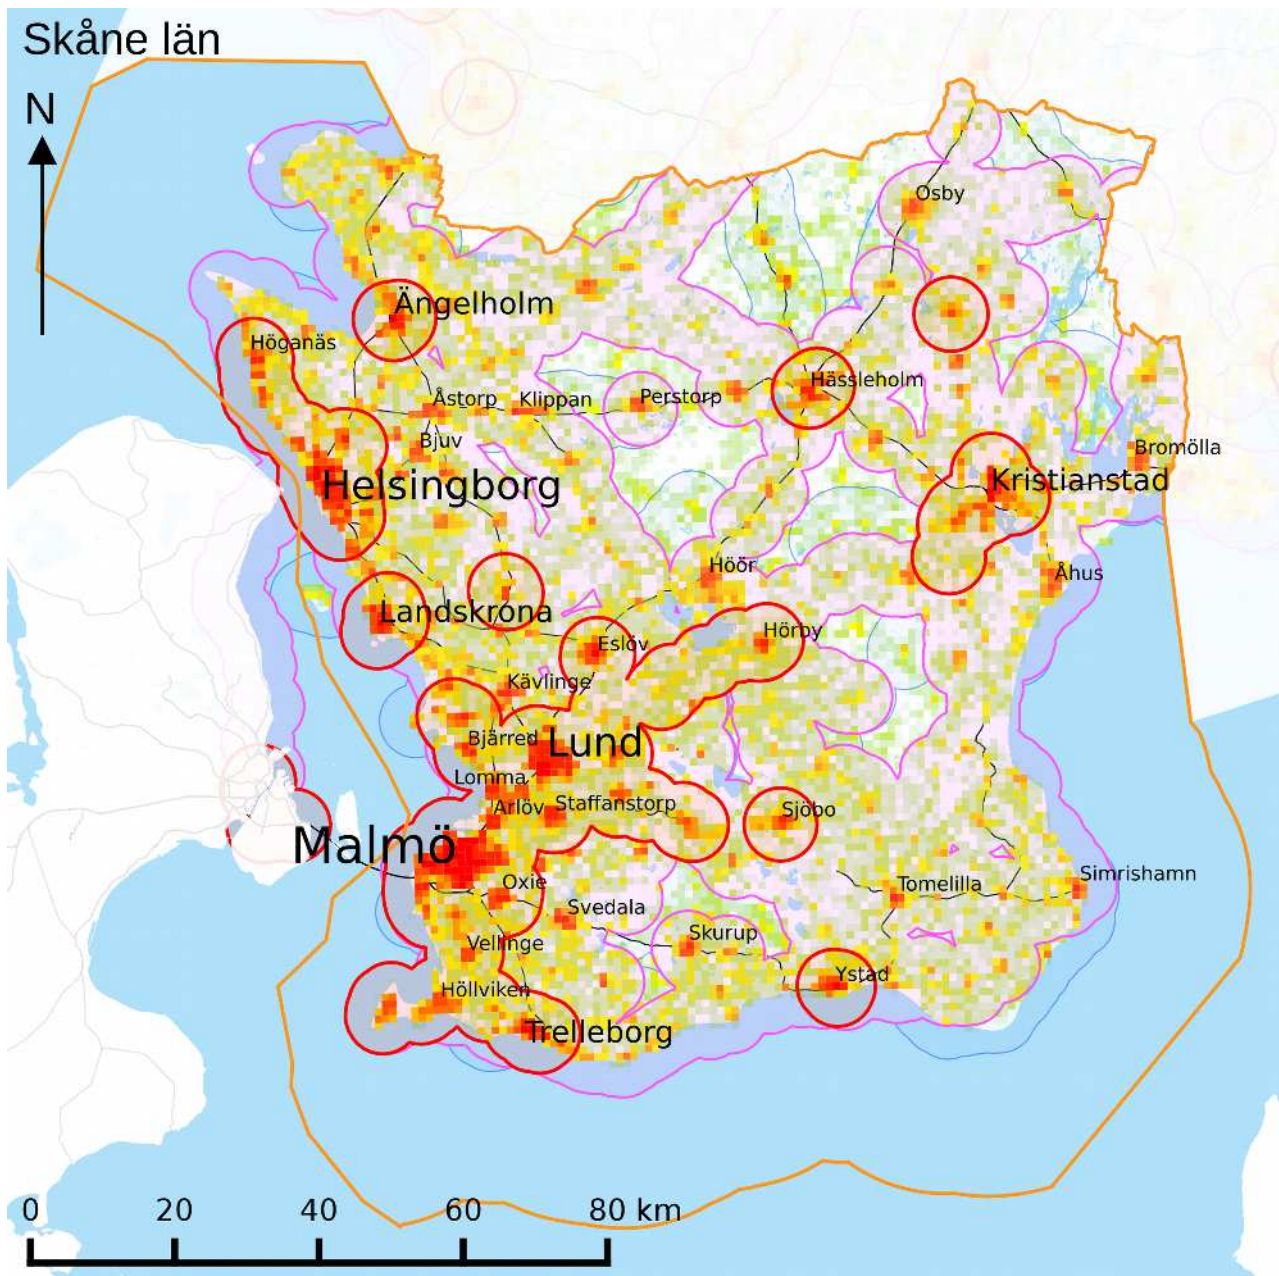 Skåne län
N
Osby
Ängelholm
Höganäs
Hässleholm
Åstorp
Klippan
Perstorp
Bjuv
Bromölla
Helsingborg
Kristianstad
Höör
Åhus
Landskrona
Hörby
Eslöv
Kävlinge
Bjärred
Lund
Lomma
Arlöv
Staffanstorp
Sjöbo
Malmö
Oxie
Simrishamn
Tomelilla
Svedala
Skurup
Vellinge
Ystad
Höllviken
Trelleborg
0 20 40 60 80 km